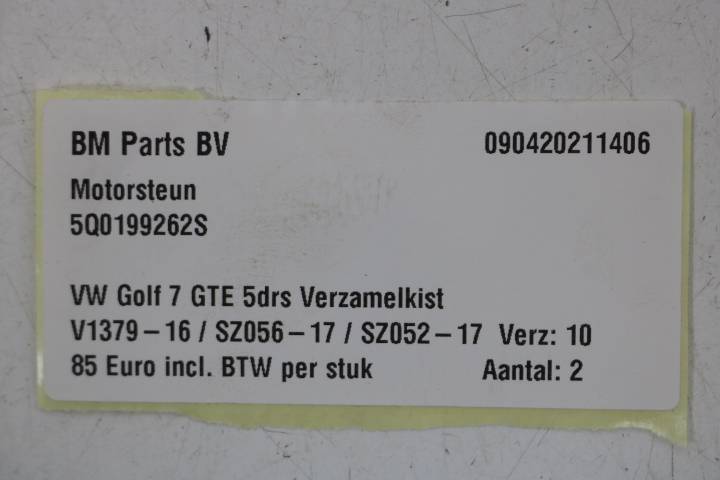 BM Parts BV 090420211406
Motorsteun
5Q0199262S
VW Golf 7 GTE 5drs Verzamelkist
V1379-16 / SZ056-17 / SZ052-17 Verz: 10
85 Euro incl. BTW per stuk Aantal: 2